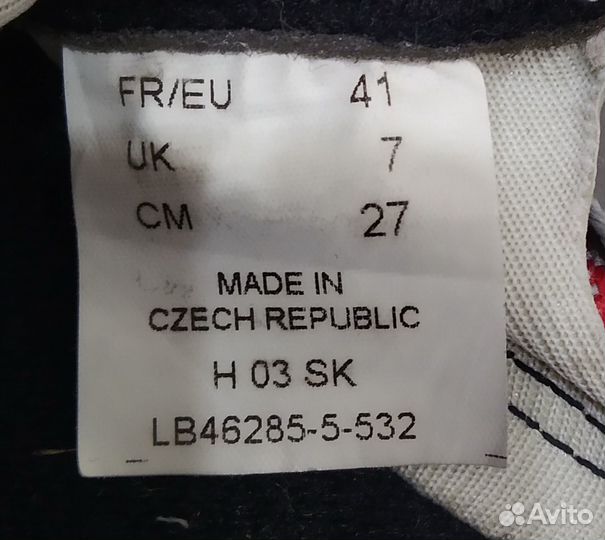 FR/EU 41
UK 7
CM 27
MADE IN
CZECH REPUBLIC
H 03 SK
LB46285-5-532
Avito